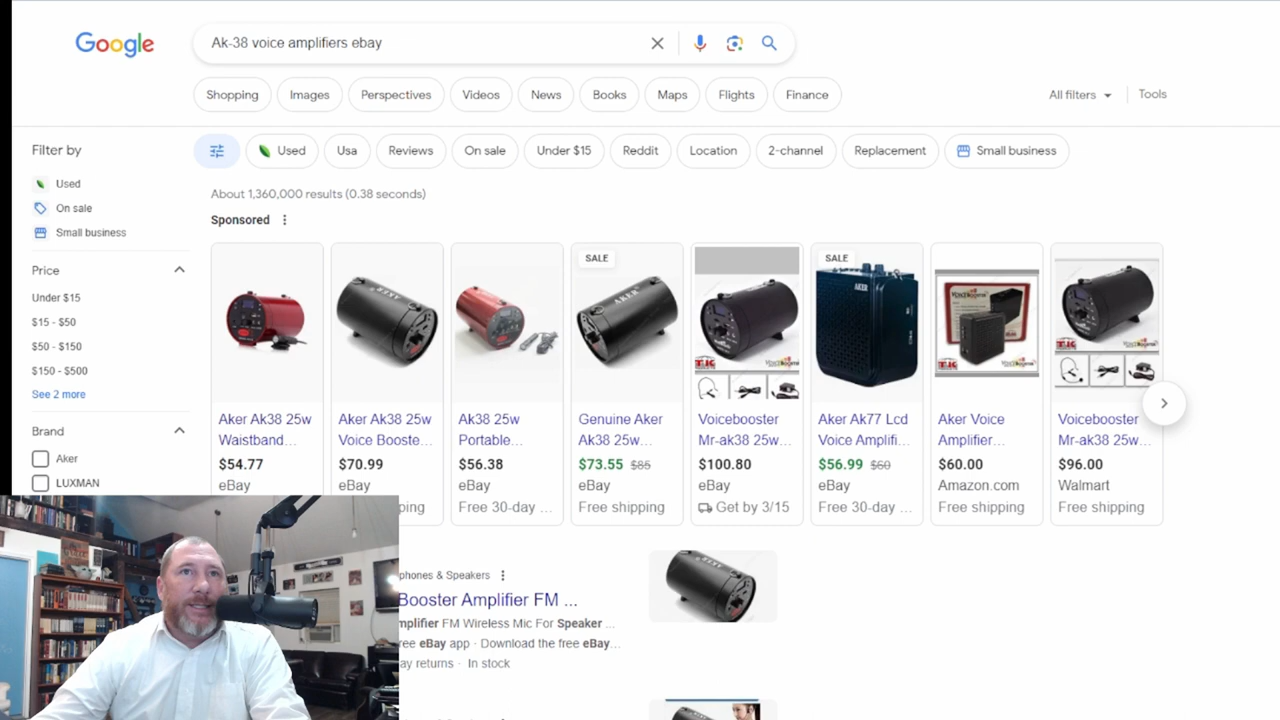 Google
Ak-38 voice amplifiers ebay
Shopping
Images
Perspectives
Videos
News
Books
Maps
Flights
Finance
All filters
Tools
Filter by
Used
Usa
Reviews
On sale
Under $15
Reddit
Location
2-channel
Replacement
Small business
Used
On sale
Small business
Price
Under $15
$15 - $50
$50 - $150
$150 - $500
See 2 more
Brand
Aker
LUXMAN
About 1,360,000 results (0.38 seconds)
Sponsored
Aker Ak38 25w
Waistband...
$54.77
eBay
AKER
Aker Ak38 25w
Voice Booste...
$70.99
eBay
ping
Ak38 25w
Portable...
$56.38
eBay
Free 30-day ...
SALE
AKER
Genuine Aker
Ak38 25w...
$73.55 $85
eBay
Free shipping
Voicebooster
Mr-ak38 25w...
$100.80
eBay
Get by 3/15
SALE
AKER
Aker Ak77 Lcd
Voice Amplifi...
$56.99 $60
eBay
Free 30-day ...
Aker Voice
Amplifier...
$60.00
Amazon.com
Free shipping
Voicebooster
Mr-ak38 25w...
$96.00
Walmart
Free shipping
phones & Speakers
Booster Amplifier FM ...
mplifier FM Wireless Mic For Speaker ...
ree eBay app · Download the free eBay...
ay returns · In stock
AKER